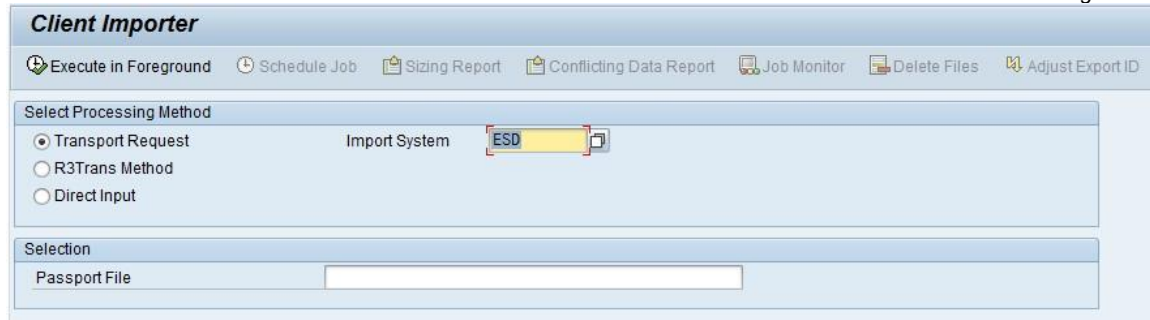 Client Importer
Execute in Foreground Schedule Job Sizing Report Conflicting Data Report Job Monitor Delete Files Adjust Export ID
Select Processing Method
Transport Request Import System ESD
R3Trans Method
Direct Input
Selection
Passport File